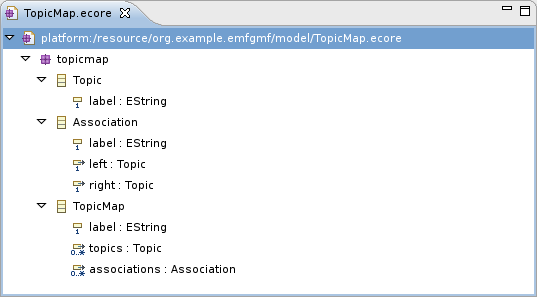 TopicMap.ecore
platform:/resource/org.example.emfgmf/model/TopicMap.ecore
topicmap
Topic
label : EString
Association
label : EString
left : Topic
right : Topic
TopicMap
label : EString
topics : Topic
associations : Association